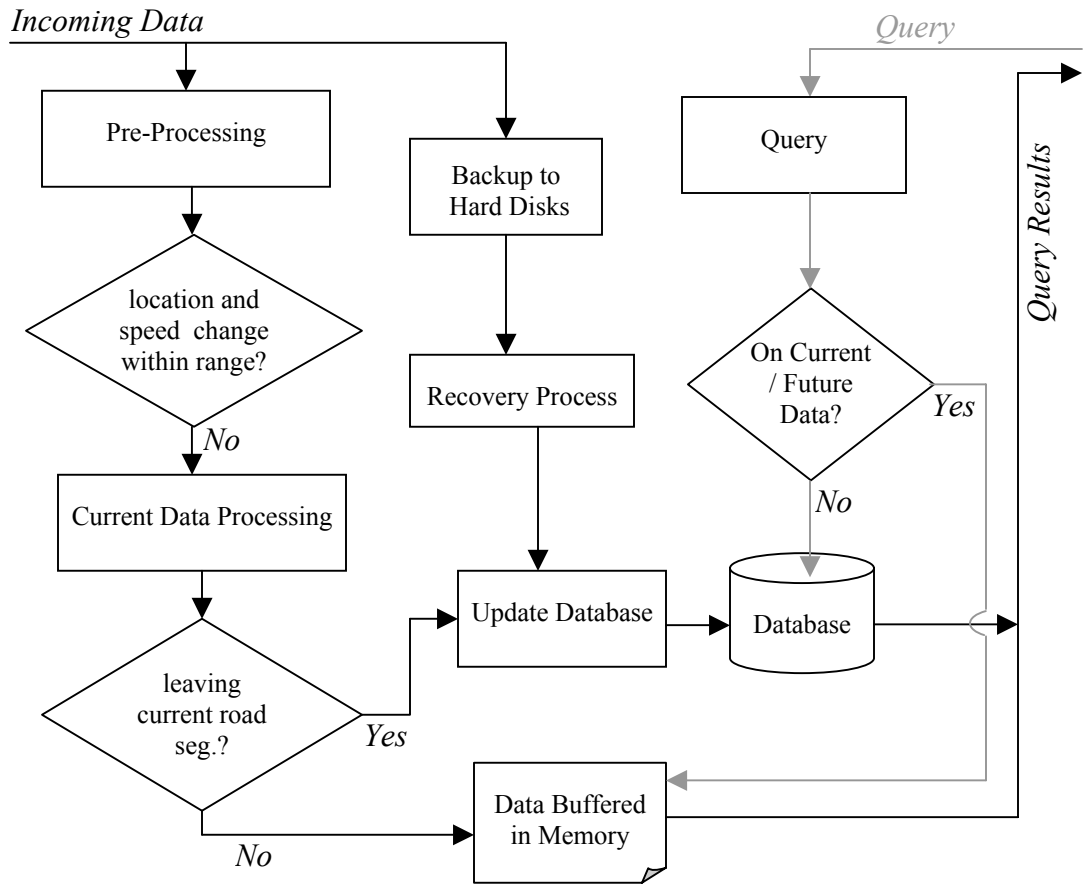 Incoming Data
Query
Pre-Processing
Query
Backup to
Hard Disks
Query Results
location and
speed change
within range?
On Current
/ Future
Data?
Recovery Process
Yes
No
No
Current Data Processing
Update Database
Database
leaving
current road
seg.?
Yes
Data Buffered
in Memory
No